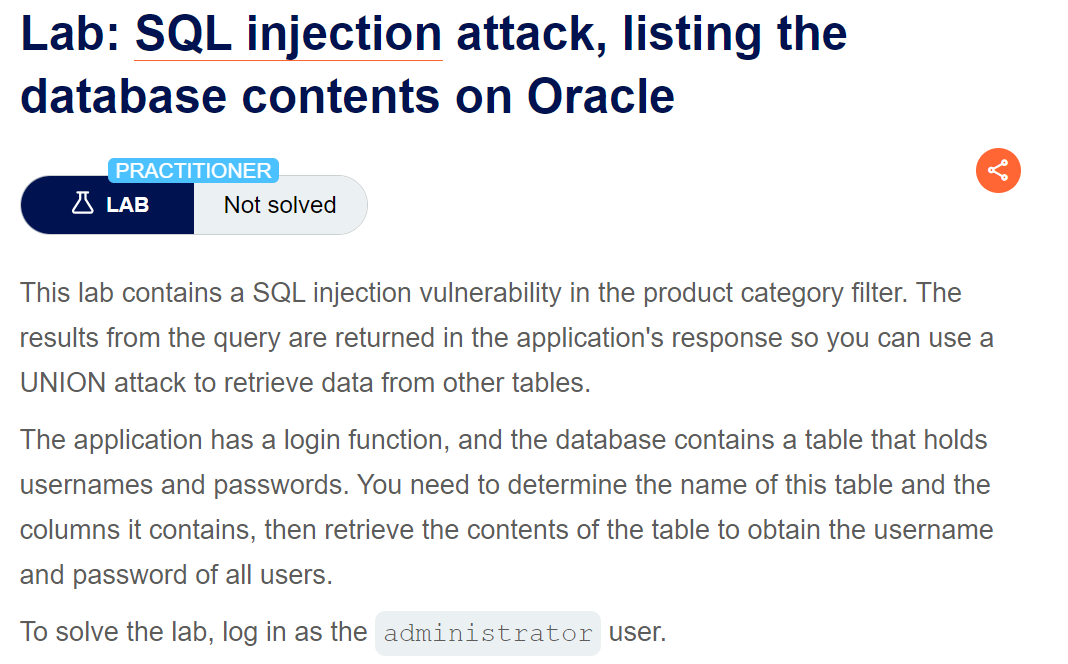 Lab: SQL injection attack, listing the
database contents on Oracle
PRACTITIONER
LAB
Not solved
This lab contains a SQL injection vulnerability in the product category filter. The
results from the query are returned in the application's response so you can use a
UNION attack to retrieve data from other tables.
The application has a login function, and the database contains a table that holds
usernames and passwords. You need to determine the name of this table and the
columns it contains, then retrieve the contents of the table to obtain the username
and password of all users.
To solve the lab, log in as the administrator user.